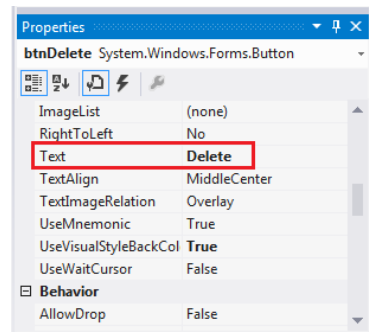 Properties
btnDelete System.Windows.Forms.Button
ImageList (none)
RightToLeft No
Text Delete
TextAlign MiddleCenter
TextImageRelation Overlay
UseMnemonic True
UseVisualStyleBackCol True
UseWaitCursor False
Behavior
AllowDrop False